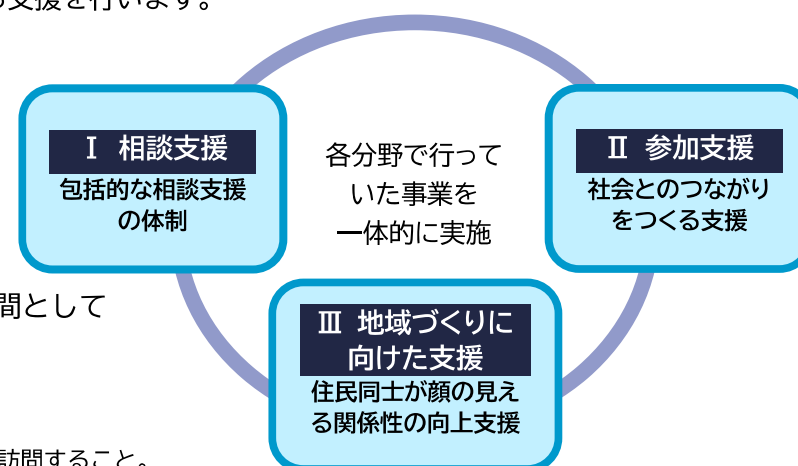 支援を行います。
Ⅰ 相談支援
包括的な相談支援
の体制
各分野で行って
いた事業を
一体的に実施
Ⅱ 参加支援
社会とのつながり
をつくる支援
間として
Ⅲ 地域づくりに
向けた支援
住民同士が顔の見え
る関係性の向上支援
訪問すること。